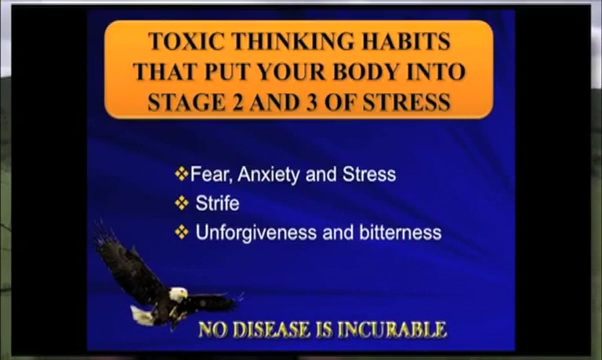 TOXIC THINKING HABITS
THAT PUT YOUR BODY INTO
STAGE 2 AND 3 OF STRESS
Fear, Anxiety and Stress
Strife
Unforgiveness and bitterness
NO DISEASE IS INCURABLE